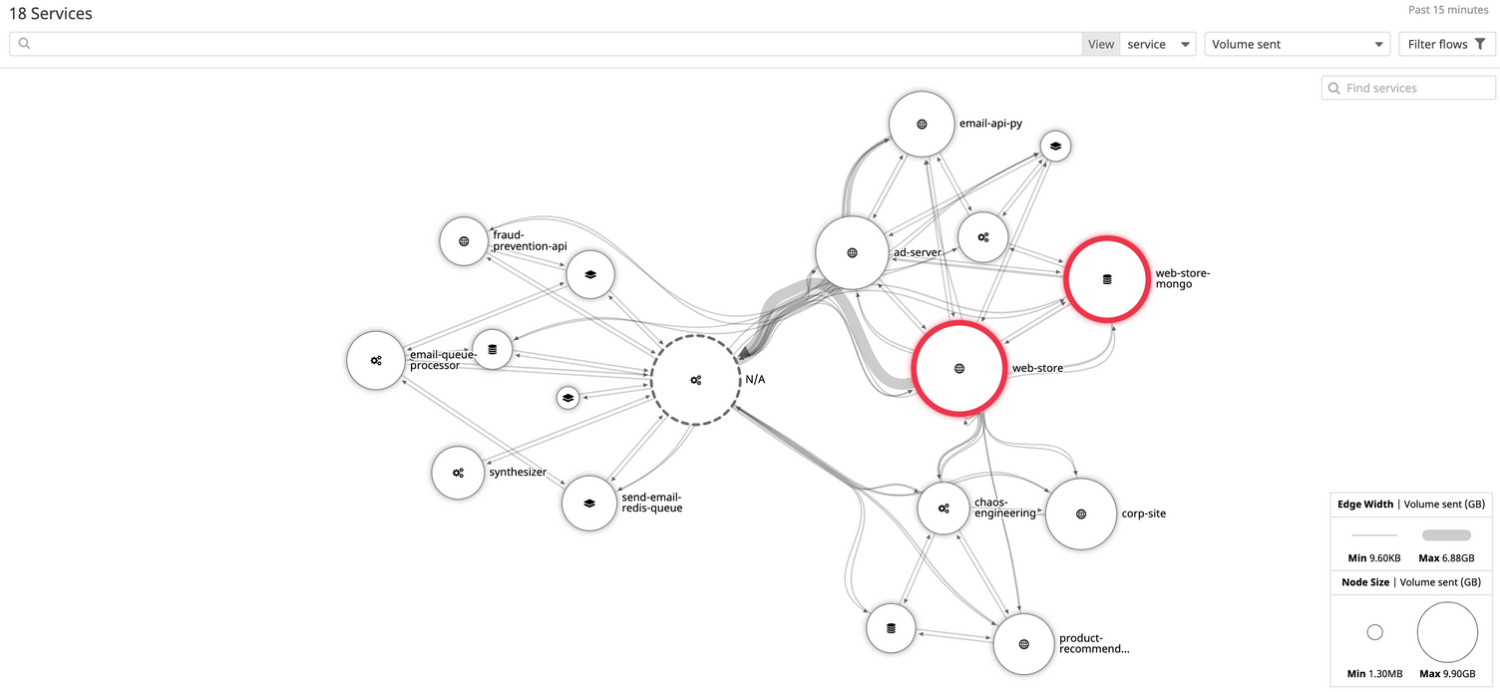 18 Services
Past 15 minutes
View service
Volume sent
Filter flows
Find services
email-api-py
fraud-
prevention-api
ad-server
web-store-
mongo
email-queue-
processor
N/A
web-store
synthesizer
send-email-
redis-queue
chaos-
engineering
corp-site
product-
recommend...
Edge Width | Volume sent (GB)
Min 9.60KB Max 6.88GB
Node Size | Volume sent (GB)
Min 1.30MB Max 9.90GB